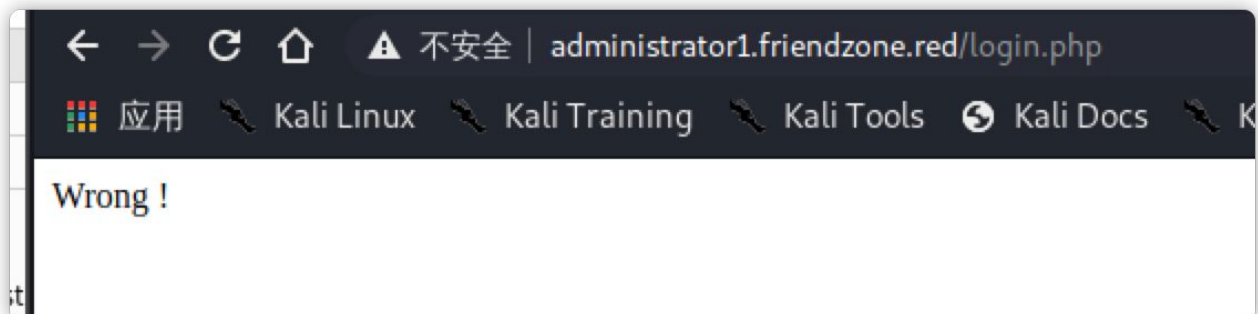 不安全 | administrator1.friendzone.red/login.php
应用 Kali Linux Kali Training Kali Tools Kali Docs K
Wrong !
st